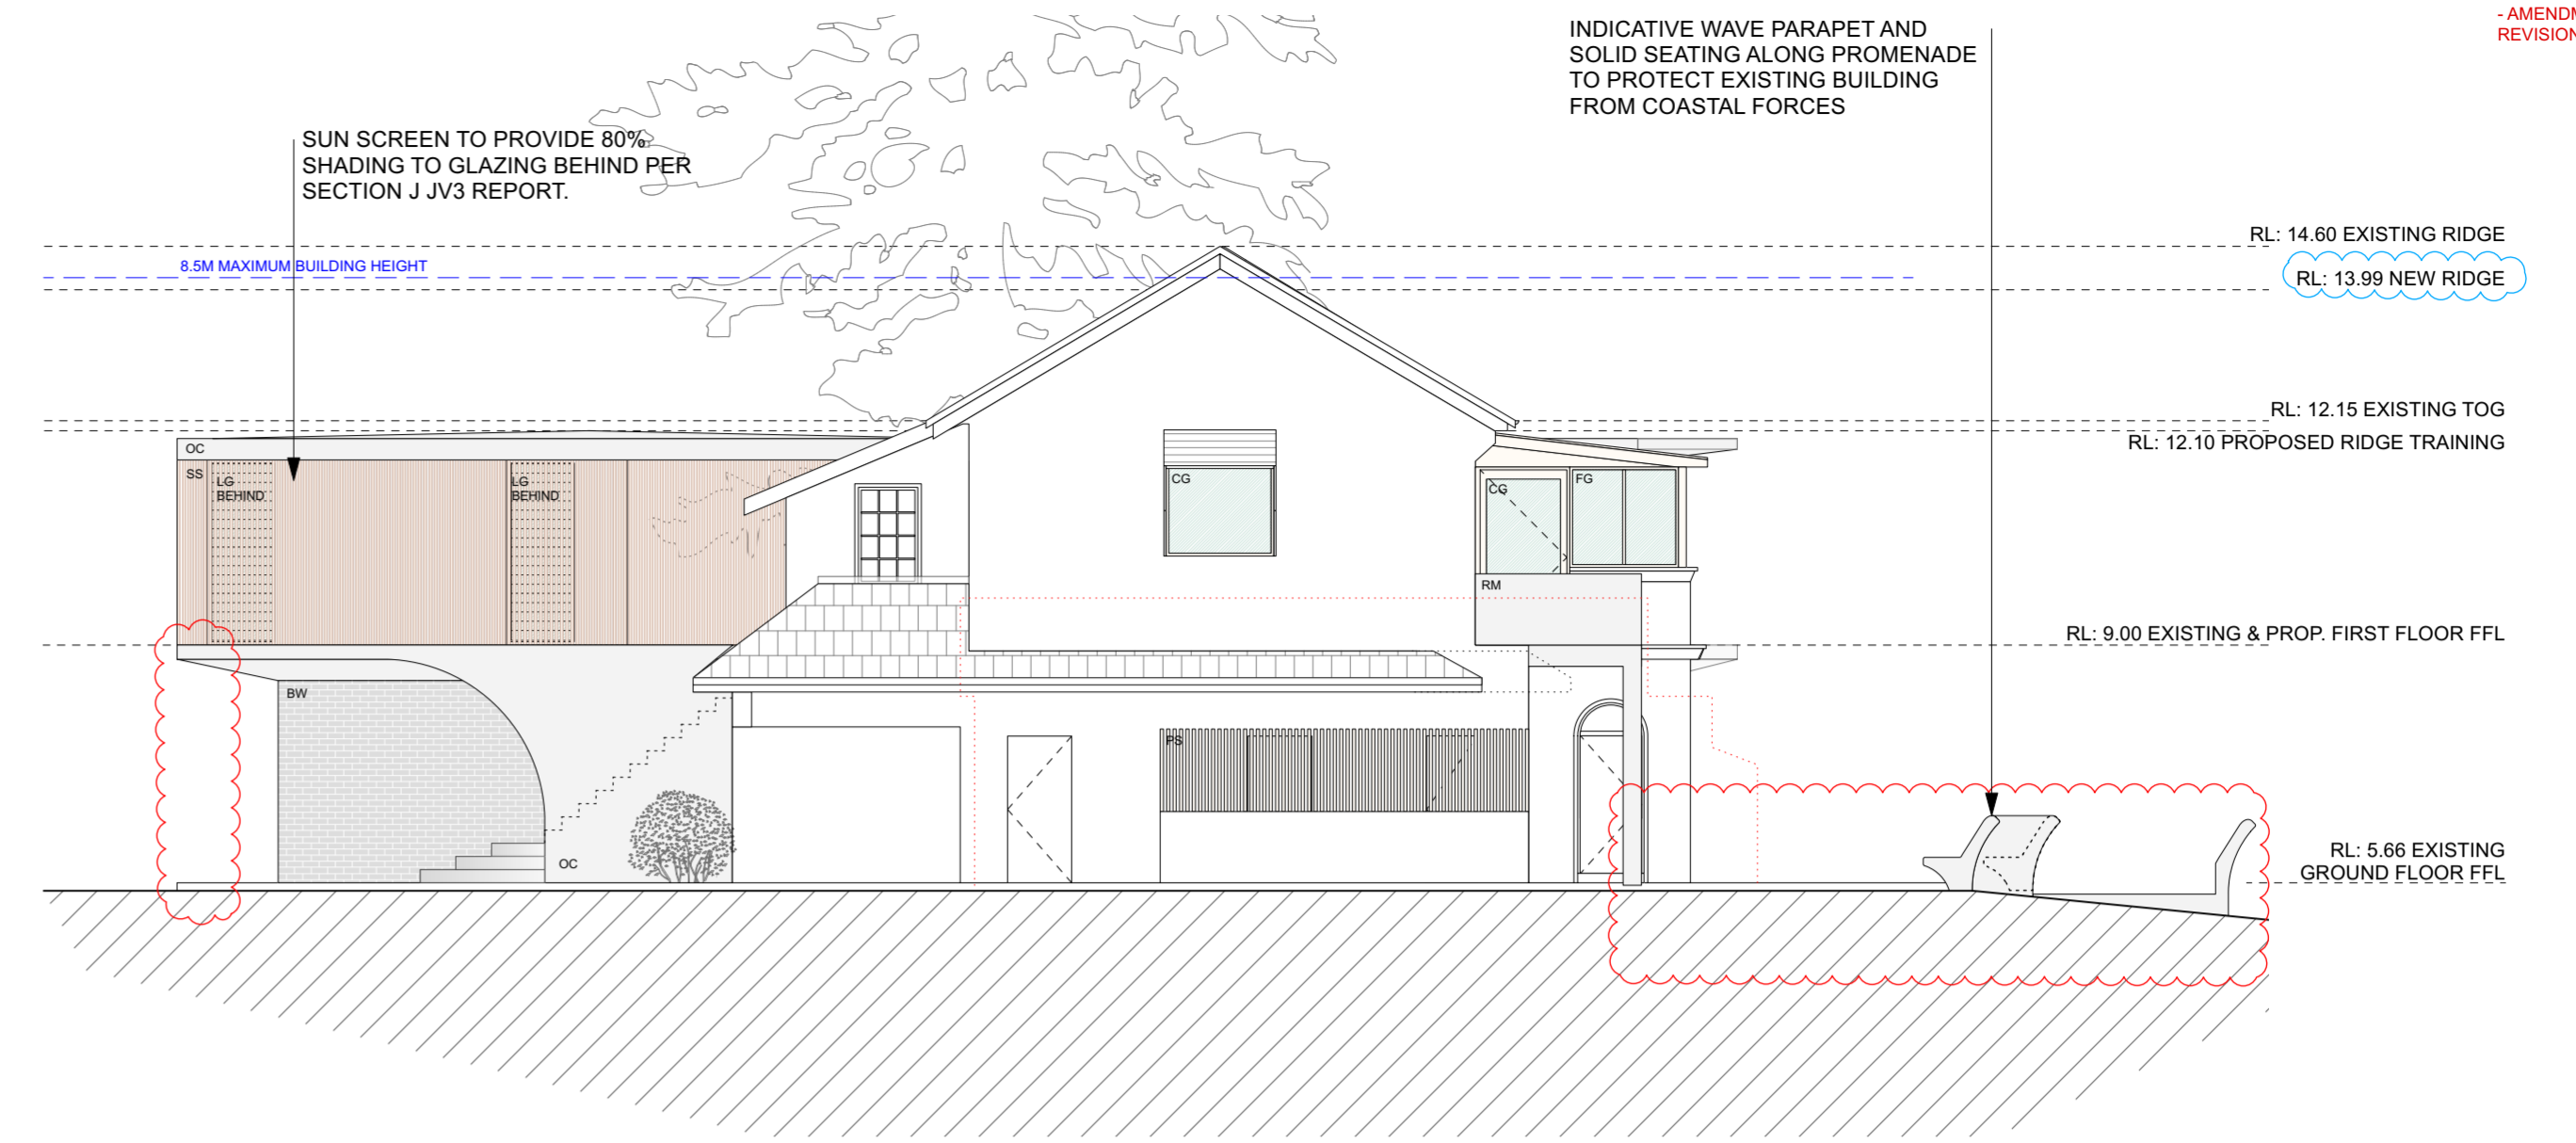 - AMENDM
REVISION
INDICATIVE WAVE PARAPET AND
SOLID SEATING ALONG PROMENADE
TO PROTECT EXISTING BUILDING
FROM COASTAL FORCES
SUN SCREEN TO PROVIDE 80%
SHADING TO GLAZING BEHIND PER
SECTION J JV3 REPORT.
RL: 14.60 EXISTING RIDGE
8.5M MAXIMUM BUILDING HEIGHT
RL: 13.99 NEW RIDGE
RL: 12.15 EXISTING TOG
RL: 12.10 PROPOSED RIDGE TRAINING
OC
SS
LG
BEHIND
LG
BEHIND
CG
CG
FG
RM
RL: 9.00 EXISTING & PROP. FIRST FLOOR FFL
BW
PS
OC
RL: 5.66 EXISTING
GROUND FLOOR FFL